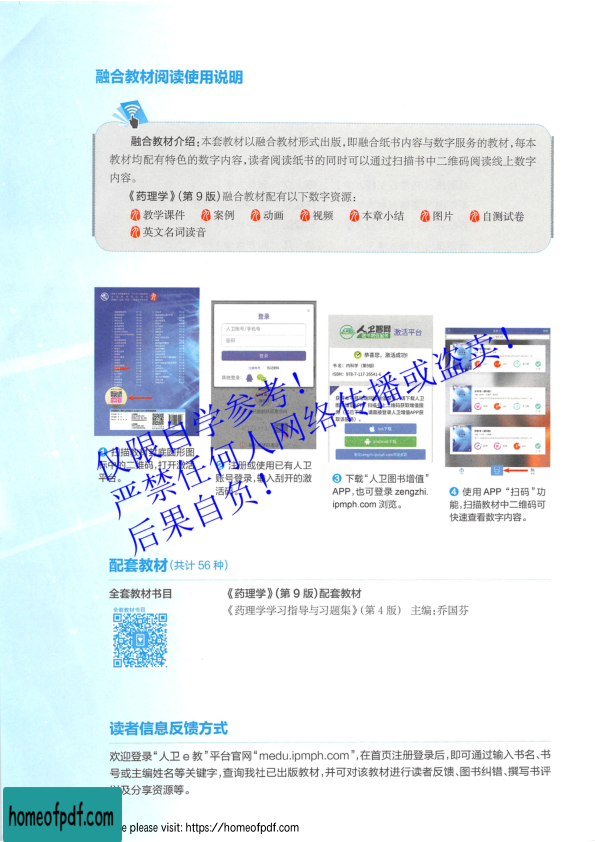 融合教材阅读使用说明
融合教材介绍：本套教材以融合教材形式出版，即融合纸书内容与数字服务的教材，每本
教材均配有特色的数字内容，读者阅读纸书的同时可以通过扫描书中二维码阅读线上数字
内容。
《药理学》（第 9 版）融合教材配有以下数字资源：
教学课件 案例 动画 视频 本章小结 图片 自测试卷
英文名词读音
登录
人卫账号/手机号
密码
登录
人卫智网
激活平台
恭喜您，激活成功！
仅限自学参考！
严禁任何人网络传播或盗卖！
后果自负！
平台。
注册或使用已有人卫
账号登录，输入刮开的激
活码。
3 下载“人卫图书增值”
APP，也可登录 zengzhi.
ipmph.com 浏览。
4 使用 APP “扫码”功
能，扫描教材中二维码可
快速查看数字内容。
配套教材（共计 56 种）
全套教材书目 《药理学》（第 9 版）配套教材
全套教材书目 《药理学学习指导与习题集》（第 4 版） 主编：乔国芬
读者信息反馈方式
欢迎登录“人卫 e 教”平台官网“medu.ipmph.com”，在首页注册登录后，即可通过输入书名、书
号或主编姓名等关键字，查询我社已出版教材，并可对该教材进行读者反馈、图书纠错、撰写书评
及分享资源等。
homeofpdf.com
please visit: https://homeofpdf.com